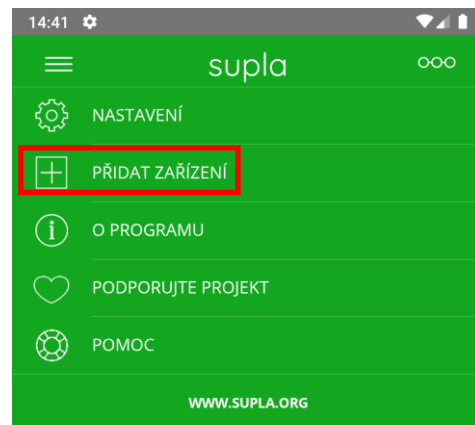 14:41
supla
NASTAVENÍ
PŘIDAT ZAŘÍZENÍ
i
O PROGRAMU
PODPORUJTE PROJEKT
POMOC
WWW.SUPLA.ORG